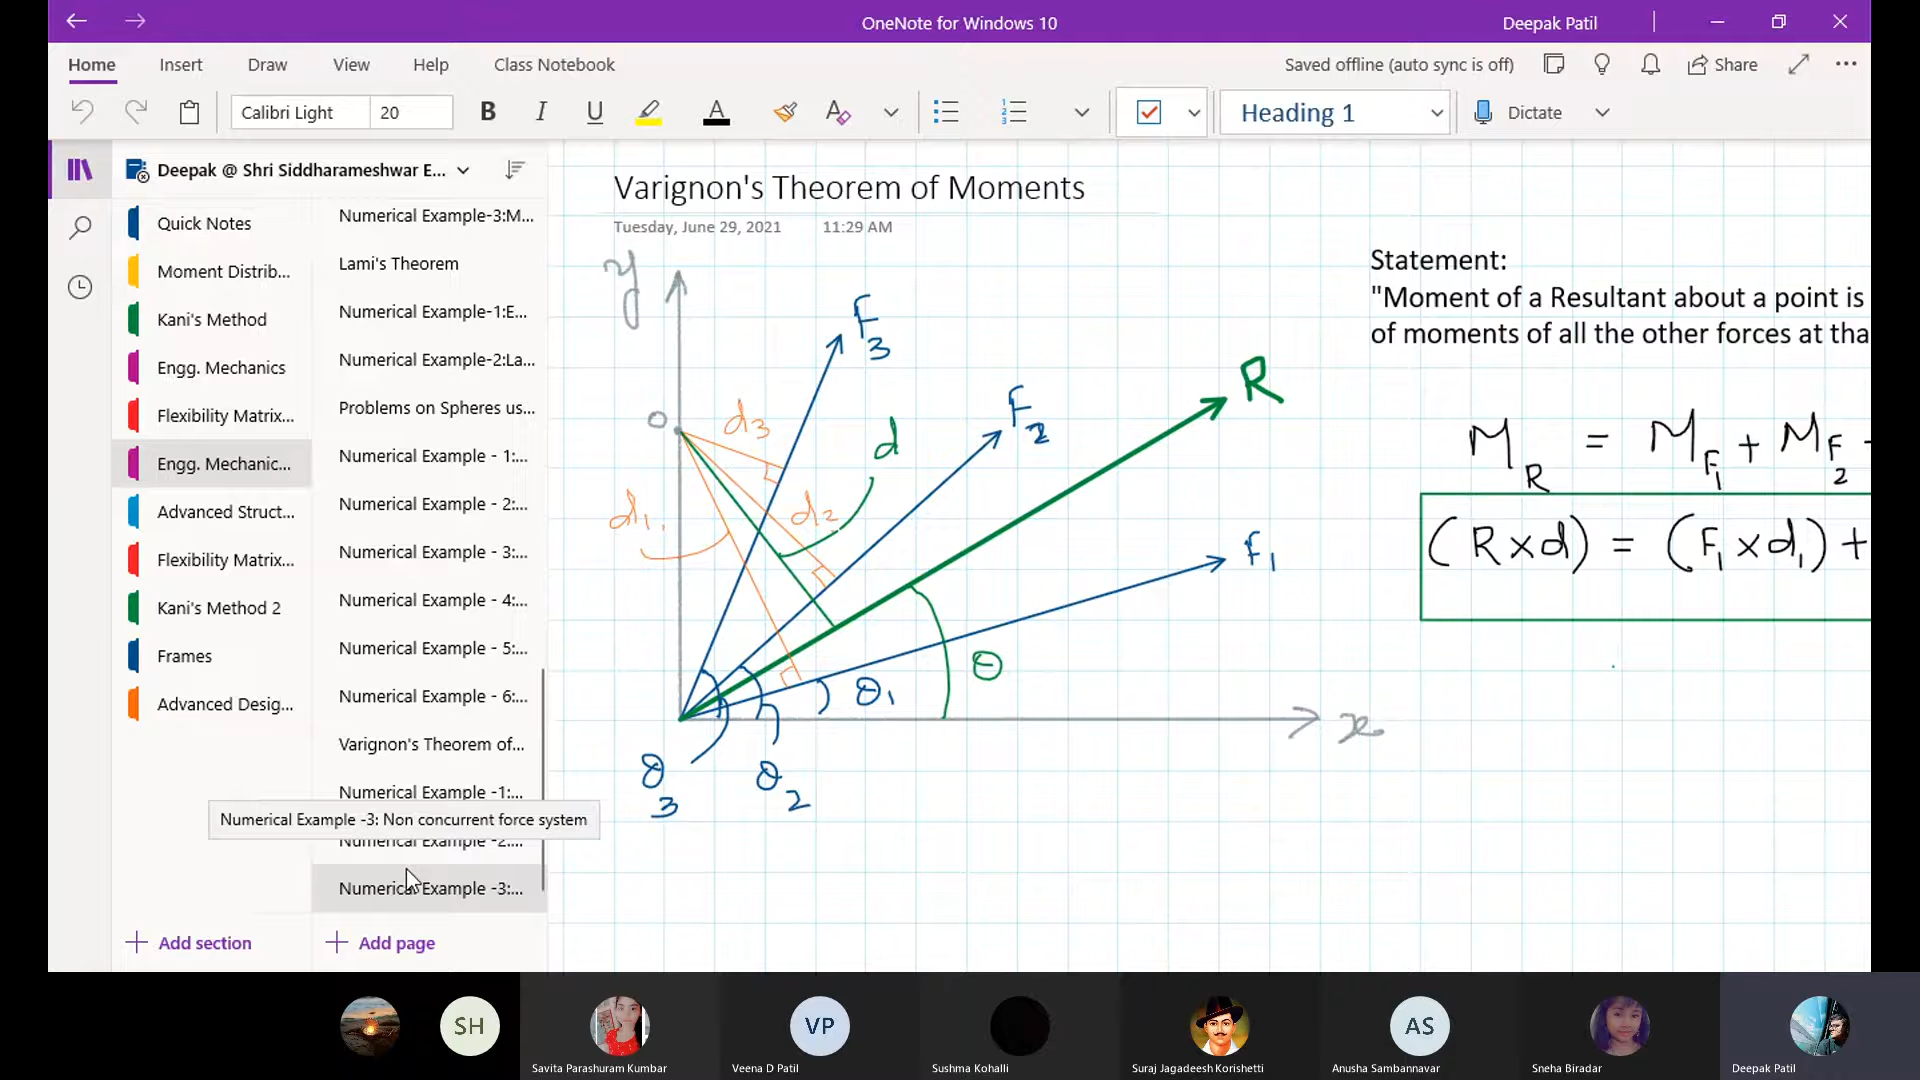 OneNote for Windows 10
Deepak Patil
Home Insert Draw View Help Class Notebook
Saved offline (auto sync is off)
Share
Calibri Light 20 B I U A
Heading 1
Dictate
Deepak @ Shri Siddharameshwar E...
Quick Notes
Moment Distrib...
Kani's Method
Engg. Mechanics
Flexibility Matrix...
Engg. Mechanic...
Advanced Struct...
Flexibility Matrix...
Kani's Method 2
Frames
Advanced Desig...
Add section
Numerical Example-3:M...
Lami's Theorem
Numerical Example-1:E...
Numerical Example-2:La...
Problems on Spheres us...
Numerical Example - 1:...
Numerical Example - 2:...
Numerical Example - 3:...
Numerical Example - 4:...
Numerical Example - 5:...
Numerical Example - 6:...
Varignon's Theorem of...
Numerical Example -1:...
Numerical Example -3: Non concurrent force system
Numerical Example -2:...
Numerical Example -3:...
Add page
Varignon's Theorem of Moments
Tuesday, June 29, 2021 11:29 AM
y
F3
R
F2
O
d3
d
d1
d2
F1
θ
θ1
x
θ3
θ2
Statement:
"Moment of a Resultant about a point is
of moments of all the other forces at tha
M_R = M_F1 + M_F2 -
(R×d) = (F1×d1) +
SH
VP
AS
Savita Parashuram Kumbar
Veena D Patil
Sushma Kohalli
Suraj Jagadeesh Korishetti
Anusha Sambannavar
Sneha Biradar
Deepak Patil